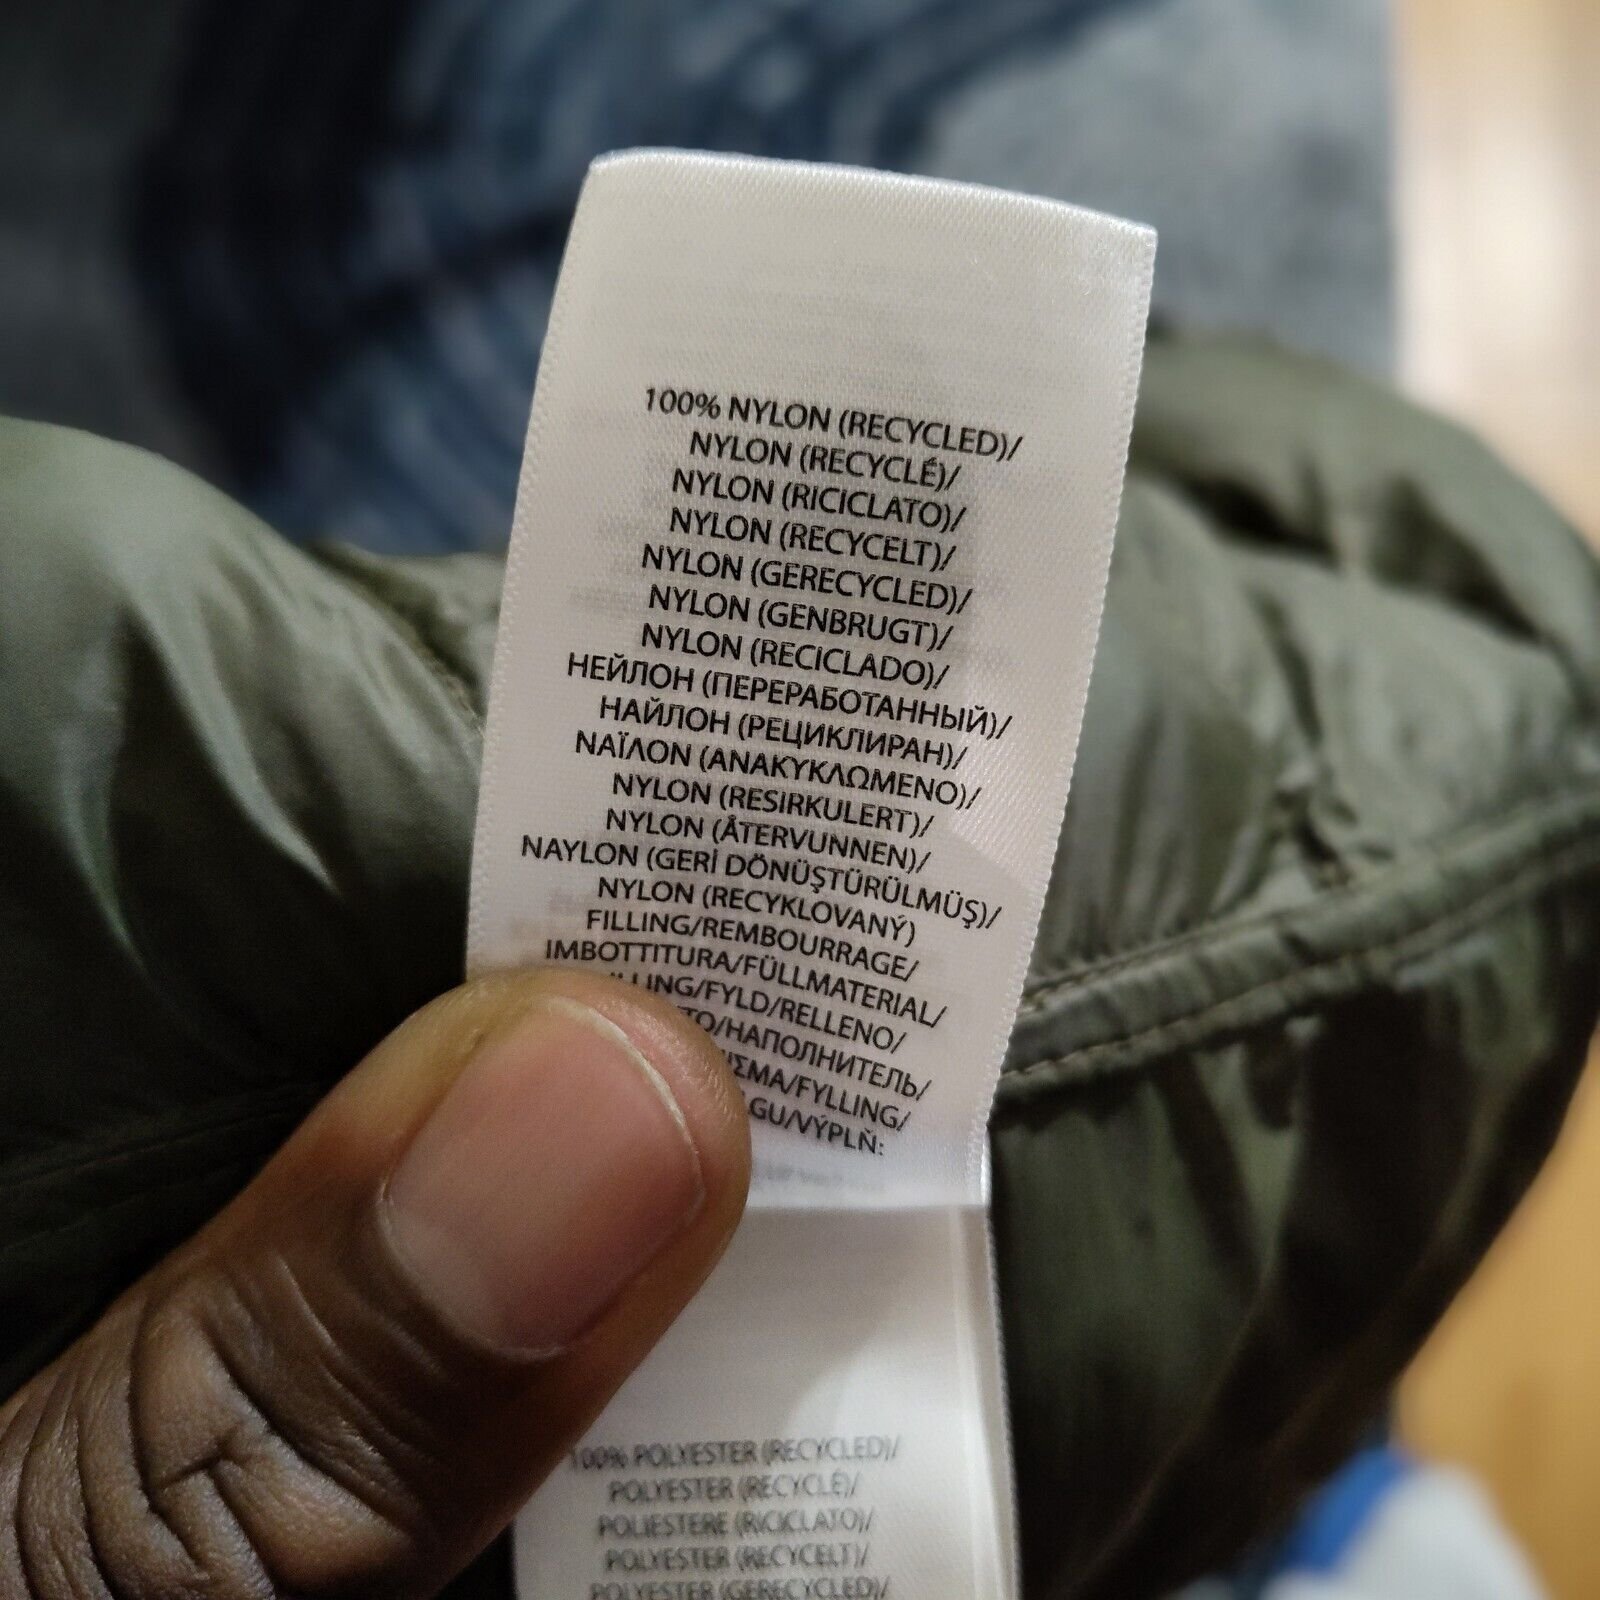 100% NYLON (RECYCLED)/
NYLON (RECYCLÉ)/
NYLON (RICICLATO)/
NYLON (RECYCELT)/
NYLON (GERECYCLED)/
NYLON (GENBRUGT)/
NYLON (RECICLADO)/
НЕЙЛОН (ПЕРЕРАБОТАННЫЙ)/
НАЙЛОН (РЕЦИКЛИРАН)/
ΝΑΪΛΟΝ (ΑΝΑΚΥΚΛΩΜΕΝΟ)/
NYLON (RESIRKULERT)/
NYLON (ÅTERVUNNEN)/
NAYLON (GERİ DÖNÜŞTÜRÜLMÜŞ)/
NYLON (RECYKLOVANÝ)
FILLING/REMBOURRAGE/
IMBOTTITURA/FÜLLMATERIAL/
/FYLD/RELLENO/
/НАПОЛНИТЕЛЬ/
/FYLLING/
/VÝPLŇ:
100% POLYESTER (RECYCLED)/
POLYESTER (RECYCLÉ)/
POLIESTERE (RICICLATO)/
POLYESTER (RECYCELT)/
POLYESTER (GERECYCLED)/